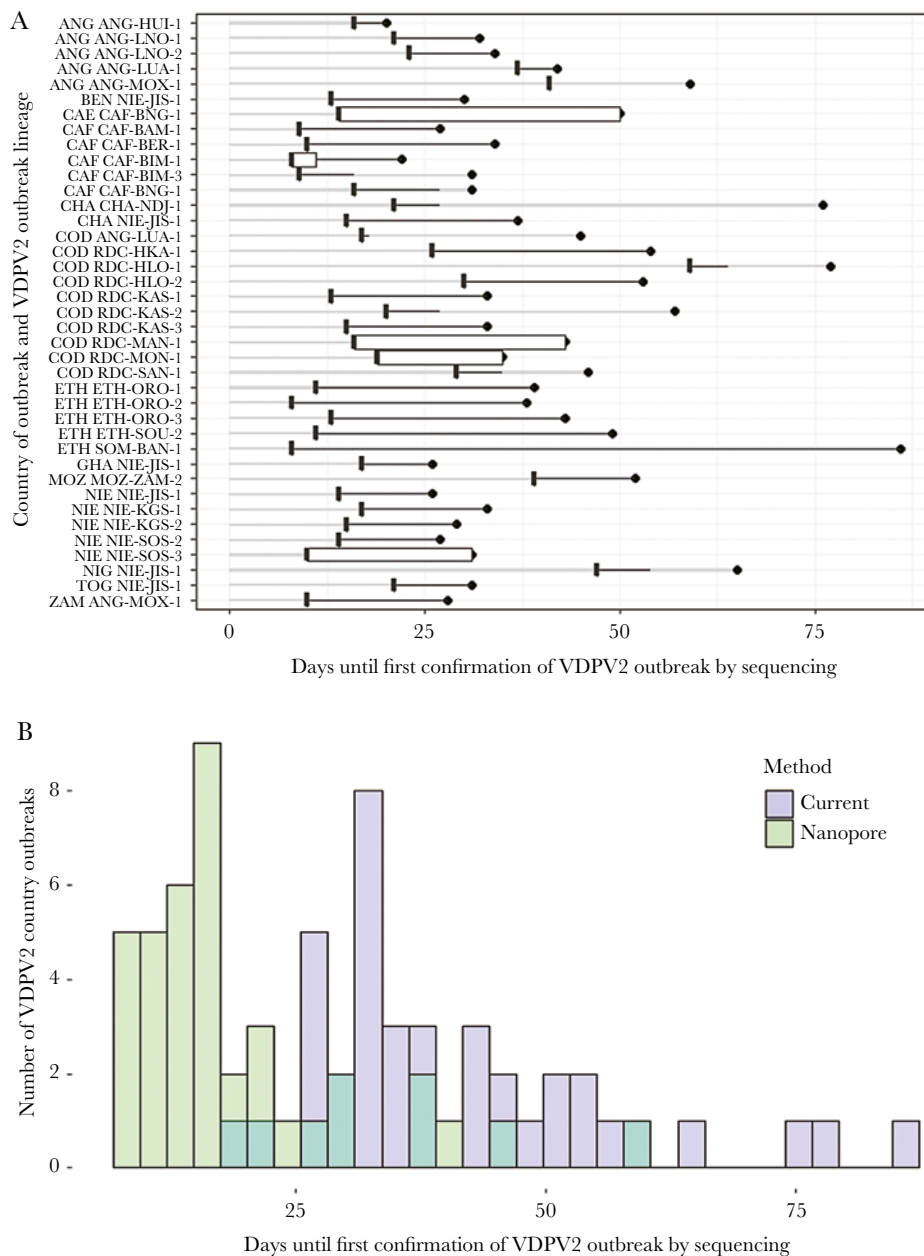 A
Country of outbreak and VDPV2 outbreak lineage
ANG ANG-HUI-1
ANG ANG-LNO-1
ANG ANG-LNO-2
ANG ANG-LUA-1
ANG ANG-MOX-1
BEN NIE-JIS-1
CAE CAF-BNG-1
CAF CAF-BAM-1
CAF CAF-BER-1
CAF CAF-BIM-1
CAF CAF-BIM-3
CAF CAF-BNG-1
CHA CHA-NDJ-1
CHA NIE-JIS-1
COD ANG-LUA-1
COD RDC-HKA-1
COD RDC-HLO-1
COD RDC-HLO-2
COD RDC-KAS-1
COD RDC-KAS-2
COD RDC-KAS-3
COD RDC-MAN-1
COD RDC-MON-1
COD RDC-SAN-1
ETH ETH-ORO-1
ETH ETH-ORO-2
ETH ETH-ORO-3
ETH ETH-SOU-2
ETH SOM-BAN-1
GHA NIE-JIS-1
MOZ MOZ-ZAM-2
NIE NIE-JIS-1
NIE NIE-KGS-1
NIE NIE-KGS-2
NIE NIE-SOS-2
NIE NIE-SOS-3
NIG NIE-JIS-1
TOG NIE-JIS-1
ZAM ANG-MOX-1
0 25 50 75
Days until first confirmation of VDPV2 outbreak by sequencing
B
Number of VDPV2 country outbreaks
8
6
4
2
0
Method
Current
Nanopore
25 50 75
Days until first confirmation of VDPV2 outbreak by sequencing